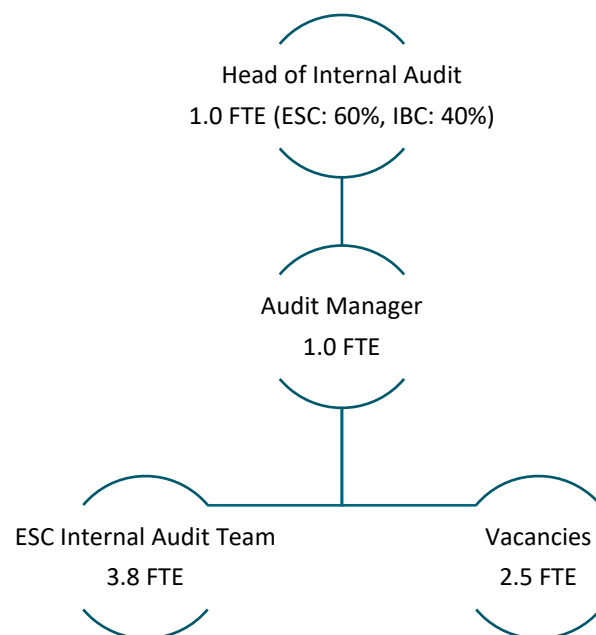 Head of Internal Audit
1.0 FTE (ESC: 60%, IBC: 40%)
Audit Manager
1.0 FTE
ESC Internal Audit Team
3.8 FTE
Vacancies
2.5 FTE